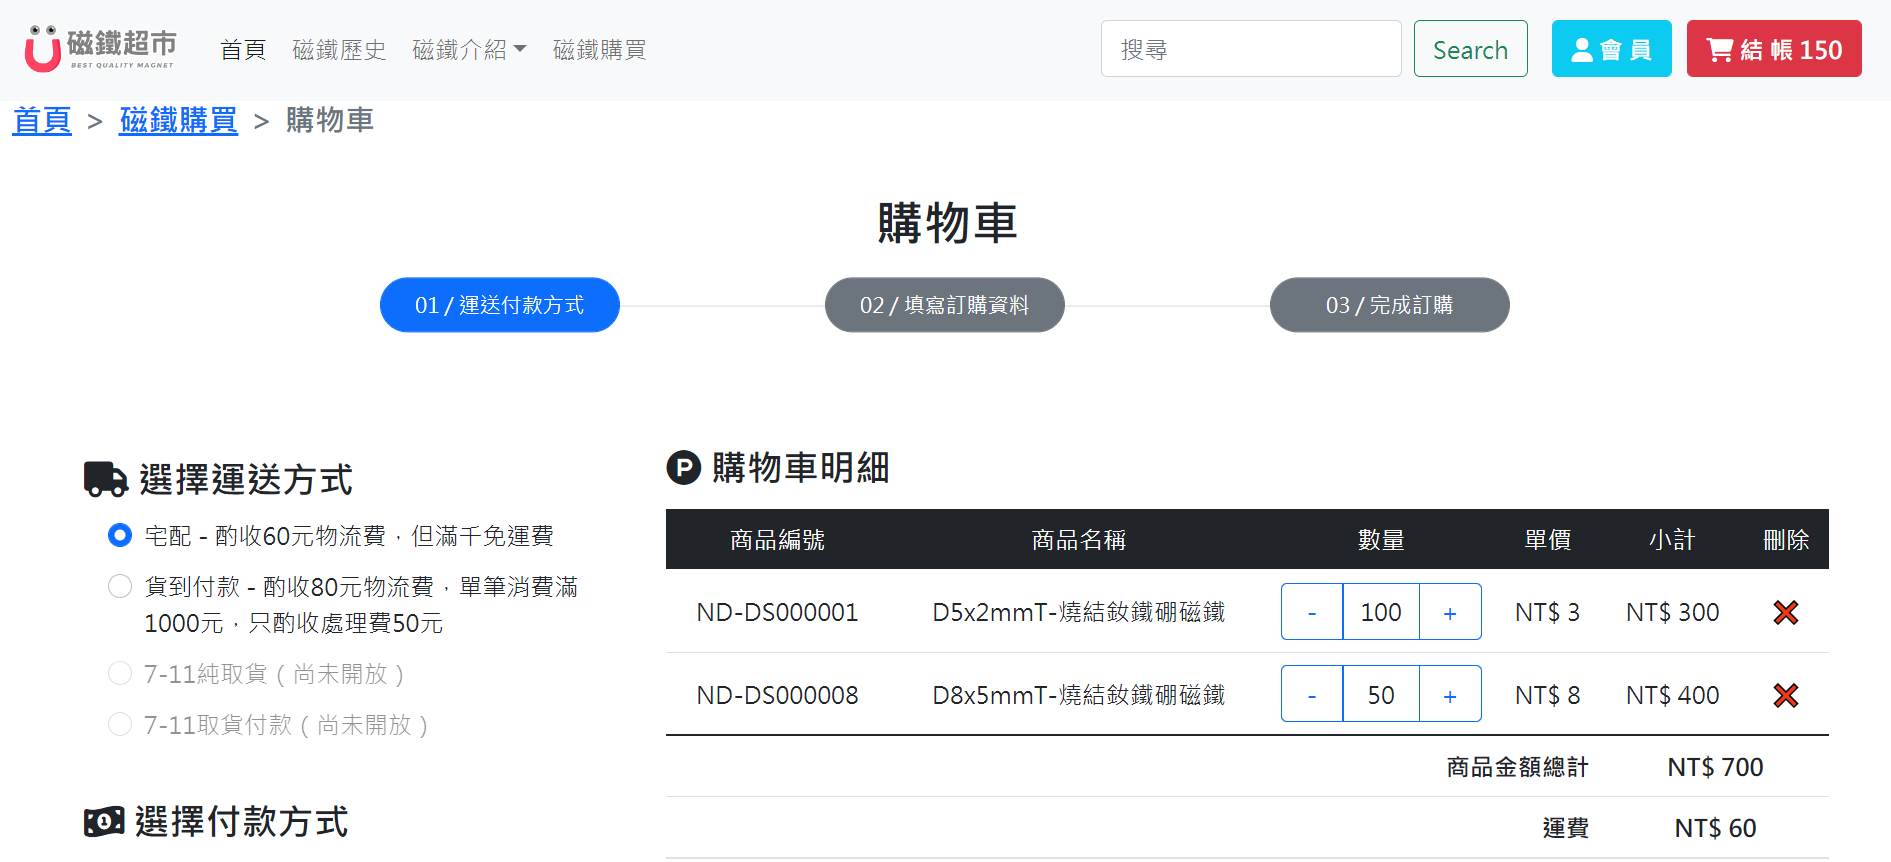 磁鐵超市
BEST QUALITY MAGNET
首頁 磁鐵歷史 磁鐵介紹 磁鐵購買
搜尋 Search 會 員 結 帳 150
首頁 > 磁鐵購買 > 購物車
購物車
01 / 運送付款方式 02 / 填寫訂購資料 03 / 完成訂購
選擇運送方式
宅配 - 酌收60元物流費，但滿千免運費
貨到付款 - 酌收80元物流費，單筆消費滿
1000元，只酌收處理費50元
7-11純取貨 ( 尚未開放 )
7-11取貨付款 ( 尚未開放 )
選擇付款方式
P 購物車明細
商品編號 商品名稱 數量 單價 小計 刪除
ND-DS000001 D5x2mmT-燒結釹鐵硼磁鐵 - 100 + NT$ 3 NT$ 300
ND-DS000008 D8x5mmT-燒結釹鐵硼磁鐵 - 50 + NT$ 8 NT$ 400
商品金額總計 NT$ 700
運費 NT$ 60